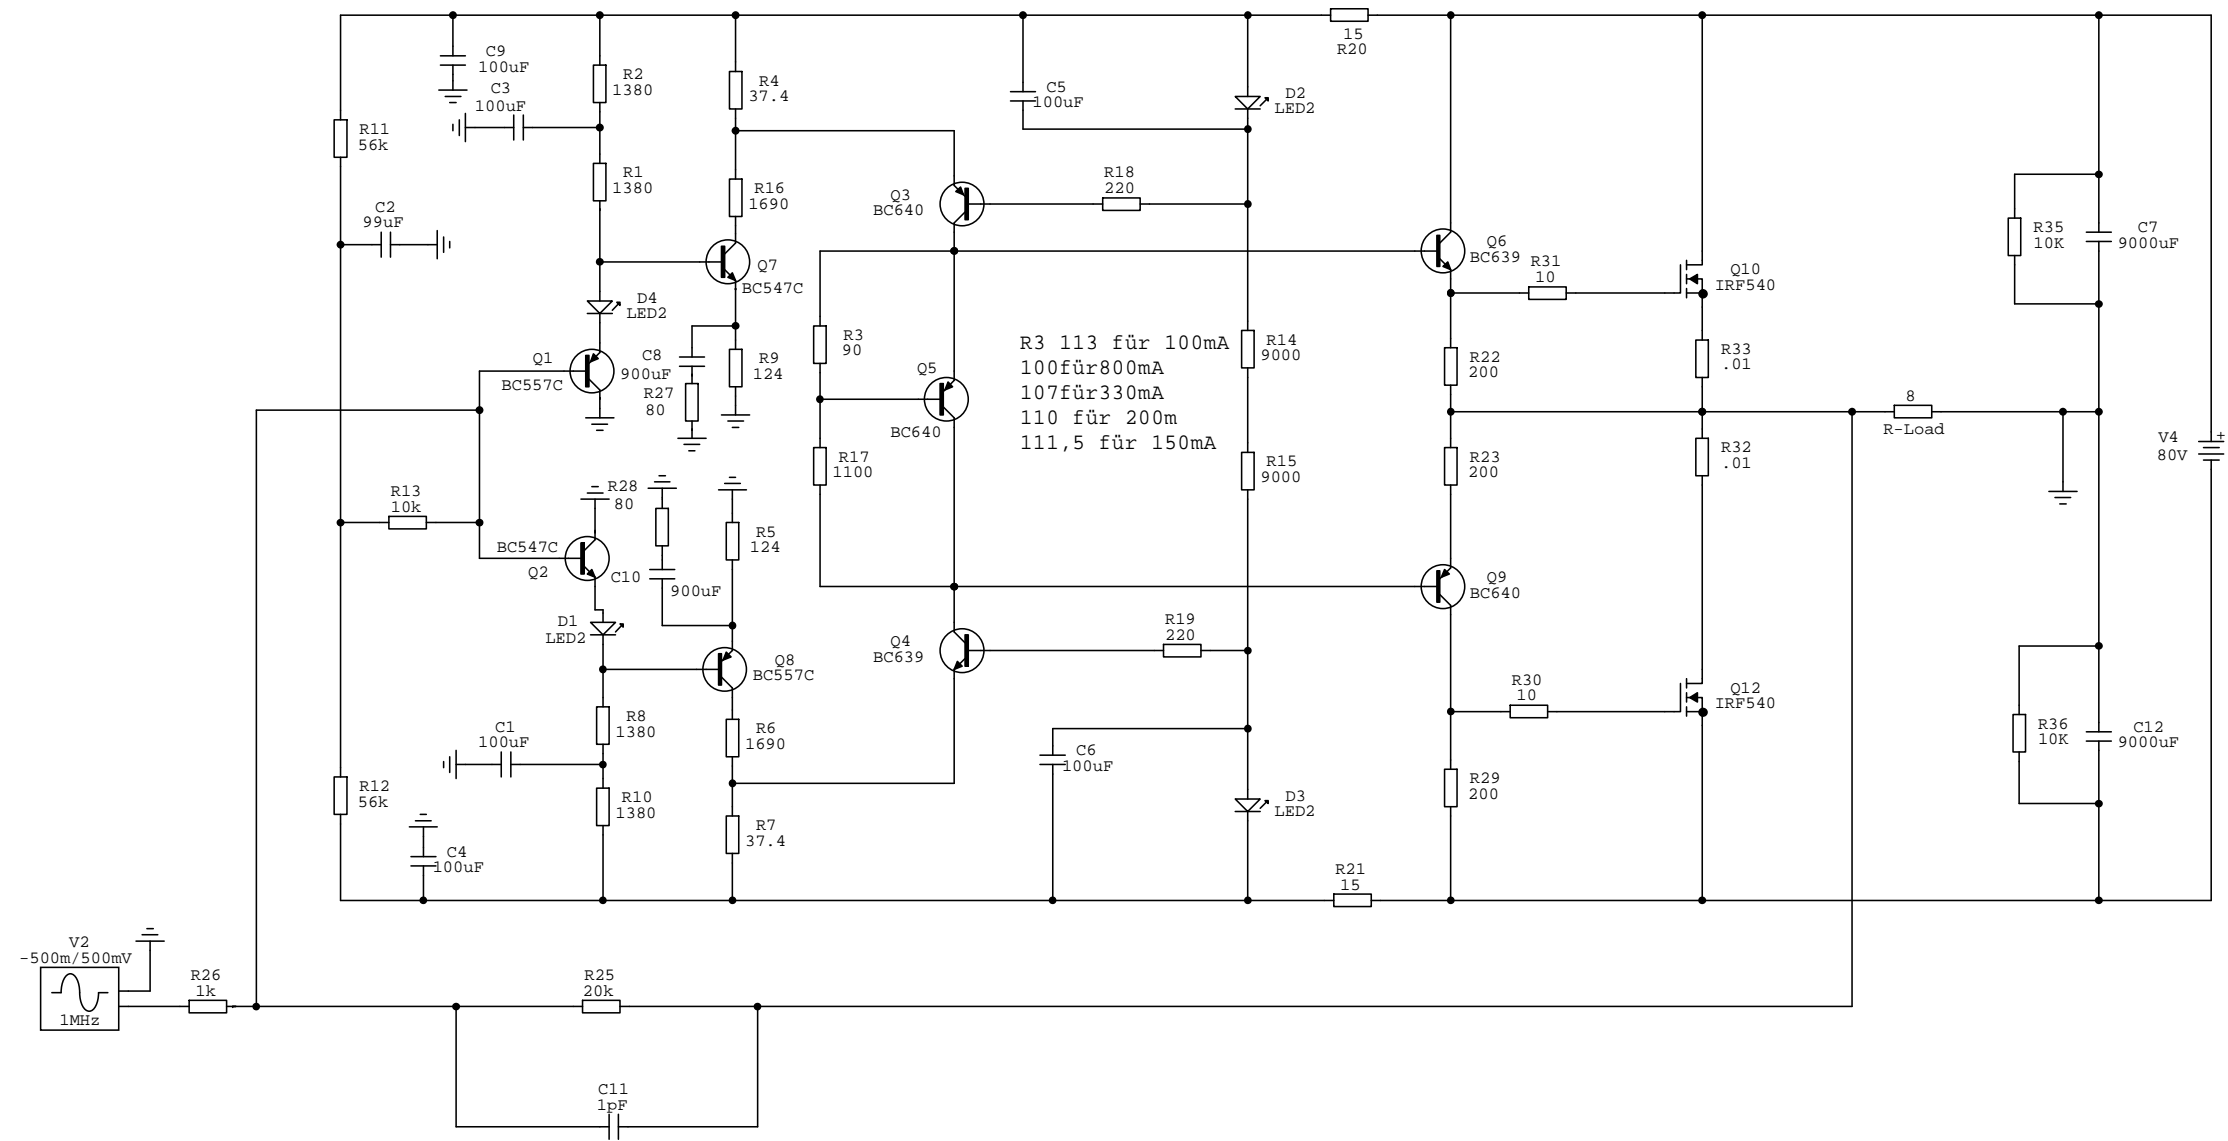 15
R20
C9
100uF
C3
100uF
R2
1380
R4
37.4
C5
100uF
D2
LED2
R11
56k
R1
1380
R16
1690
Q3
BC640
R18
220
C2
99uF
Q7
BC547C
Q6
BC639
R31
10
Q10
IRF540
R35
10K
C7
9000uF
D4
LED2
Q1
BC557C
C8
900uF
R27
80
R9
124
R3
90
Q5
BC640
R3 113 für 100mA
100für800mA
107für330mA
110 für 200m
111,5 für 150mA
R14
9000
R22
200
R33
.01
8
R-Load
V4
80V
+
R17
1100
R15
9000
R23
200
R32
.01
R13
10k
R28
80
BC547C
Q2
C10
900uF
R5
124
Q9
BC640
D1
LED2
Q8
BC557C
Q4
BC639
R19
220
R30
10
Q12
IRF540
C1
100uF
R8
1380
R6
1690
C6
100uF
R36
10K
C12
9000uF
R12
56k
R10
1380
R7
37.4
D3
LED2
R29
200
C4
100uF
R21
15
V2
-500m/500mV
1MHz
R26
1k
R25
20k
C11
1pF